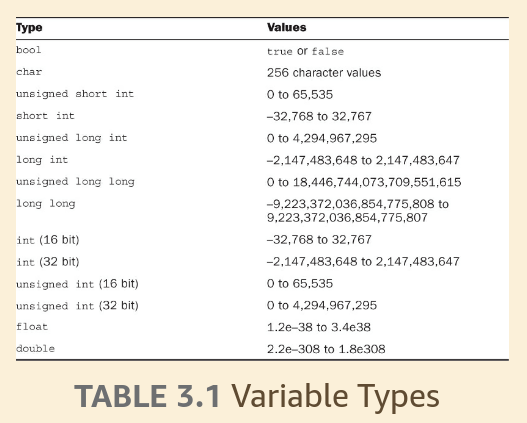 Type Values
bool true or false
char 256 character values
unsigned short int 0 to 65,535
short int –32,768 to 32,767
unsigned long int 0 to 4,294,967,295
long int –2,147,483,648 to 2,147,483,647
unsigned long long 0 to 18,446,744,073,709,551,615
long long –9,223,372,036,854,775,808 to
9,223,372,036,854,775,807
int (16 bit) –32,768 to 32,767
int (32 bit) –2,147,483,648 to 2,147,483,647
unsigned int (16 bit) 0 to 65,535
unsigned int (32 bit) 0 to 4,294,967,295
float 1.2e–38 to 3.4e38
double 2.2e–308 to 1.8e308
TABLE 3.1 Variable Types